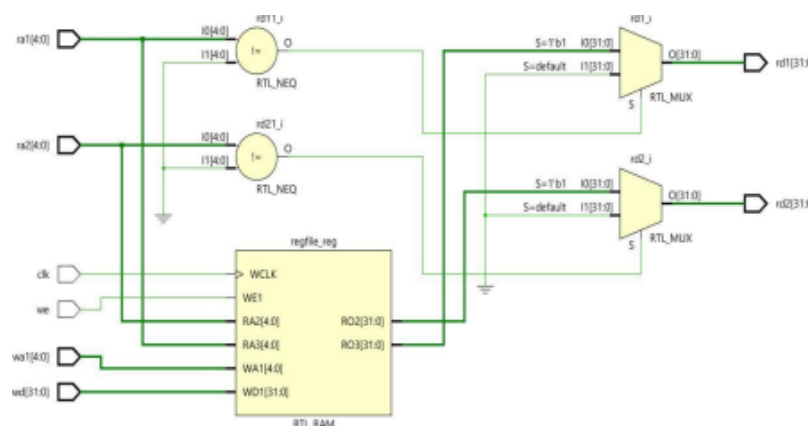 rd11_i
rd1_i
ra1[4:0]
I0[4:0]
I1[4:0]
!=
O
RTL_NEQ
S=1'b1
I0[31:0]
S=default
I1[31:0]
O[31:0]
S
RTL_MUX
rd1[31:0
rd21_i
ra2[4:0]
I0[4:0]
I1[4:0]
!=
O
RTL_NEQ
rd2_i
S=1'b1
I0[31:0]
S=default
I1[31:0]
O[31:0]
S
RTL_MUX
rd2[31:
regfile_reg
clk
WCLK
we
WE1
RA2[4:0]
RO2[31:0]
RA3[4:0]
RO3[31:0]
wa1[4:0]
WA1[4:0]
wd[31:0]
WD1[31:0]
RTL_RAM